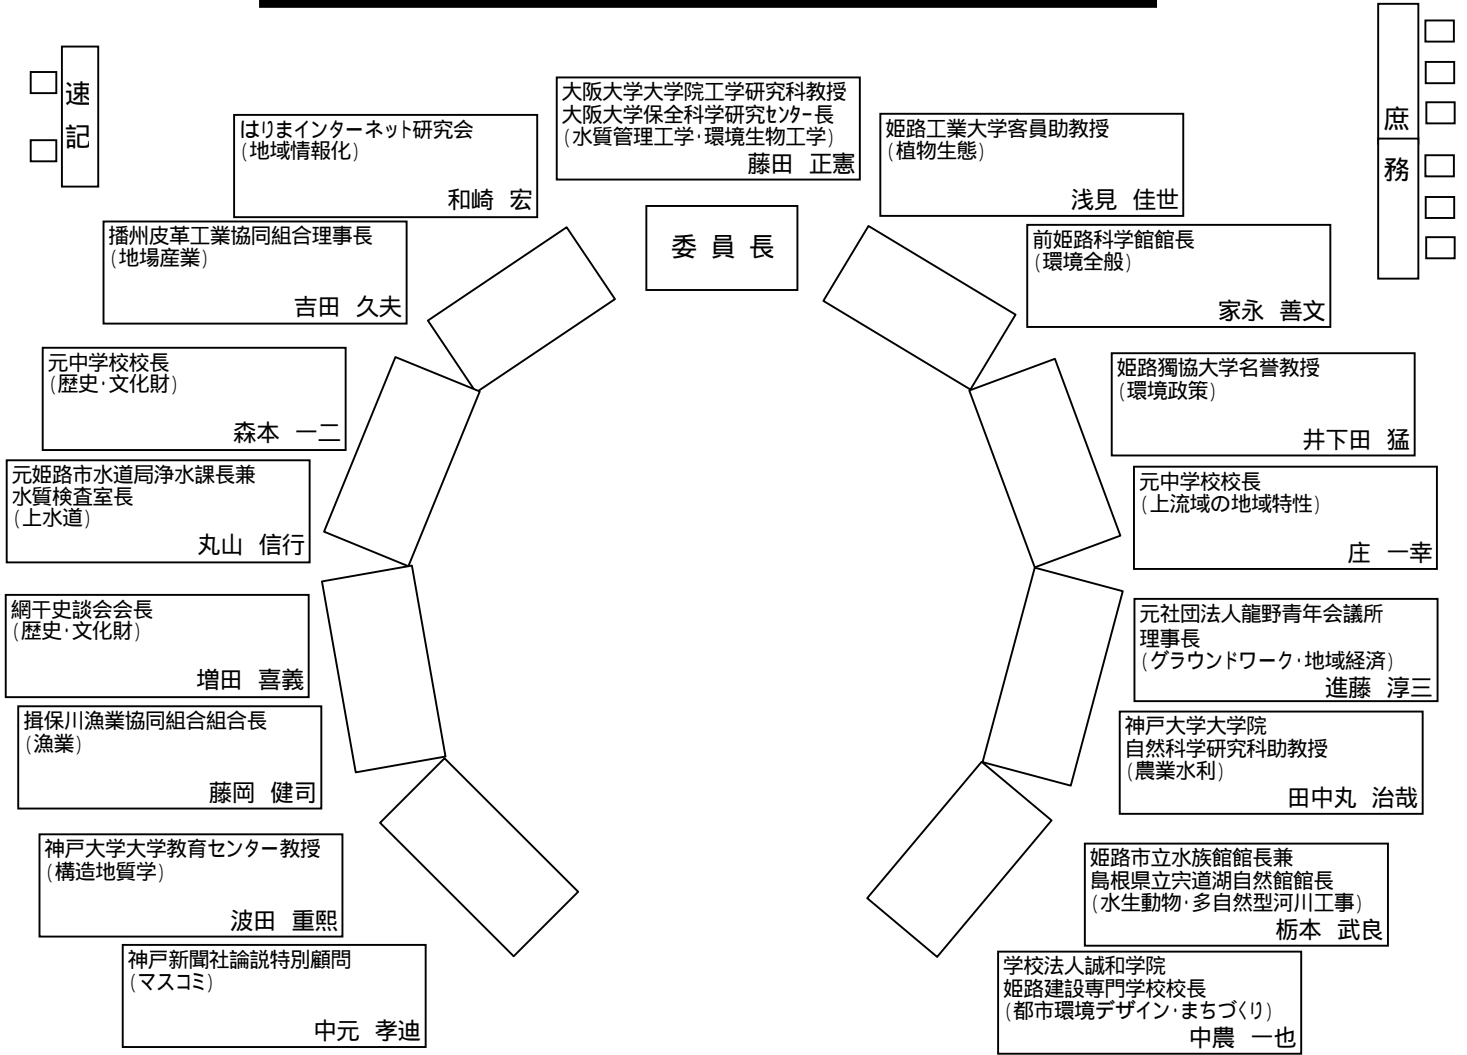 速
記
庶
務
大阪大学大学院工学研究科教授
大阪大学保全科学研究センター長
(水質管理工学・環境生物工学)
藤田 正憲
委 員 長
はりまインターネット研究会
(地域情報化)
和崎 宏
播州皮革工業協同組合理事長
(地場産業)
吉田 久夫
元中学校校長
(歴史・文化財)
森本 一二
元姫路市水道局浄水課長兼
水質検査室長
(上水道)
丸山 信行
網干史談会会長
(歴史・文化財)
増田 喜義
揖保川漁業協同組合組合長
(漁業)
藤岡 健司
神戸大学大学教育センター教授
(構造地質学)
波田 重熙
神戸新聞社論説特別顧問
(マスコミ)
中元 孝迪
姫路工業大学客員助教授
(植物生態)
浅見 佳世
前姫路科学館館長
(環境全般)
家永 善文
姫路獨協大学名誉教授
(環境政策)
井下田 猛
元中学校校長
(上流域の地域特性)
庄 一幸
元社団法人龍野青年会議所
理事長
(グラウンドワーク・地域経済)
進藤 淳三
神戸大学大学院
自然科学研究科助教授
(農業水利)
田中丸 治哉
姫路市立水族館館長兼
島根県立宍道湖自然館館長
(水生動物・多自然型河川工事)
栃本 武良
学校法人誠和学院
姫路建設専門学校校長
(都市環境デザイン・まちづくり)
中農 一也